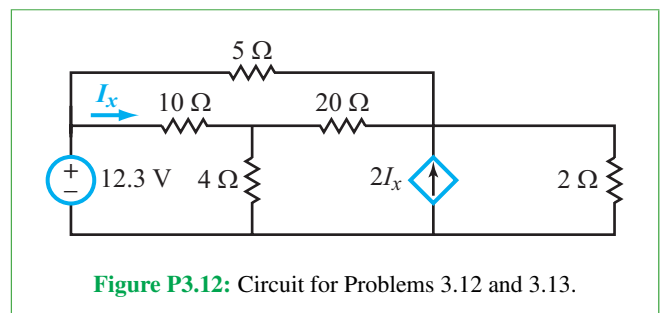 5 Ω
Iₓ 10 Ω 20 Ω
+
− 12.3 V 4 Ω 2Iₓ 2 Ω
Figure P3.12: Circuit for Problems 3.12 and 3.13.